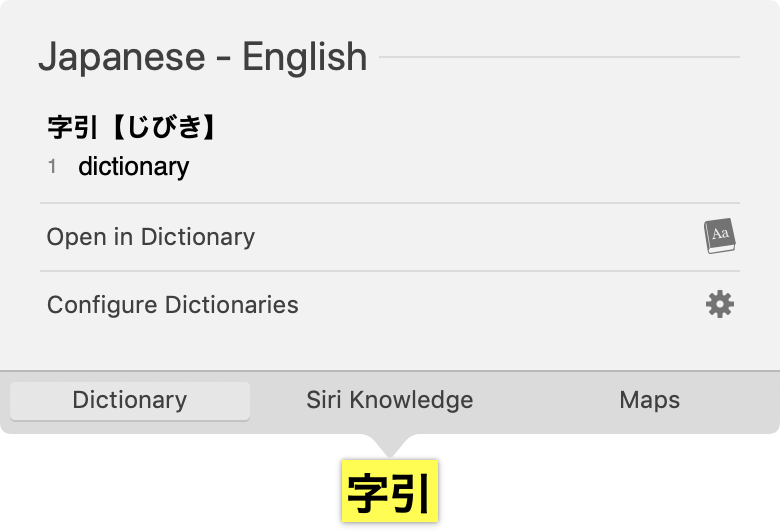 Japanese - English
字引【じびき】
1 dictionary
Open in Dictionary
Aa
Configure Dictionaries
Dictionary Siri Knowledge Maps
字引